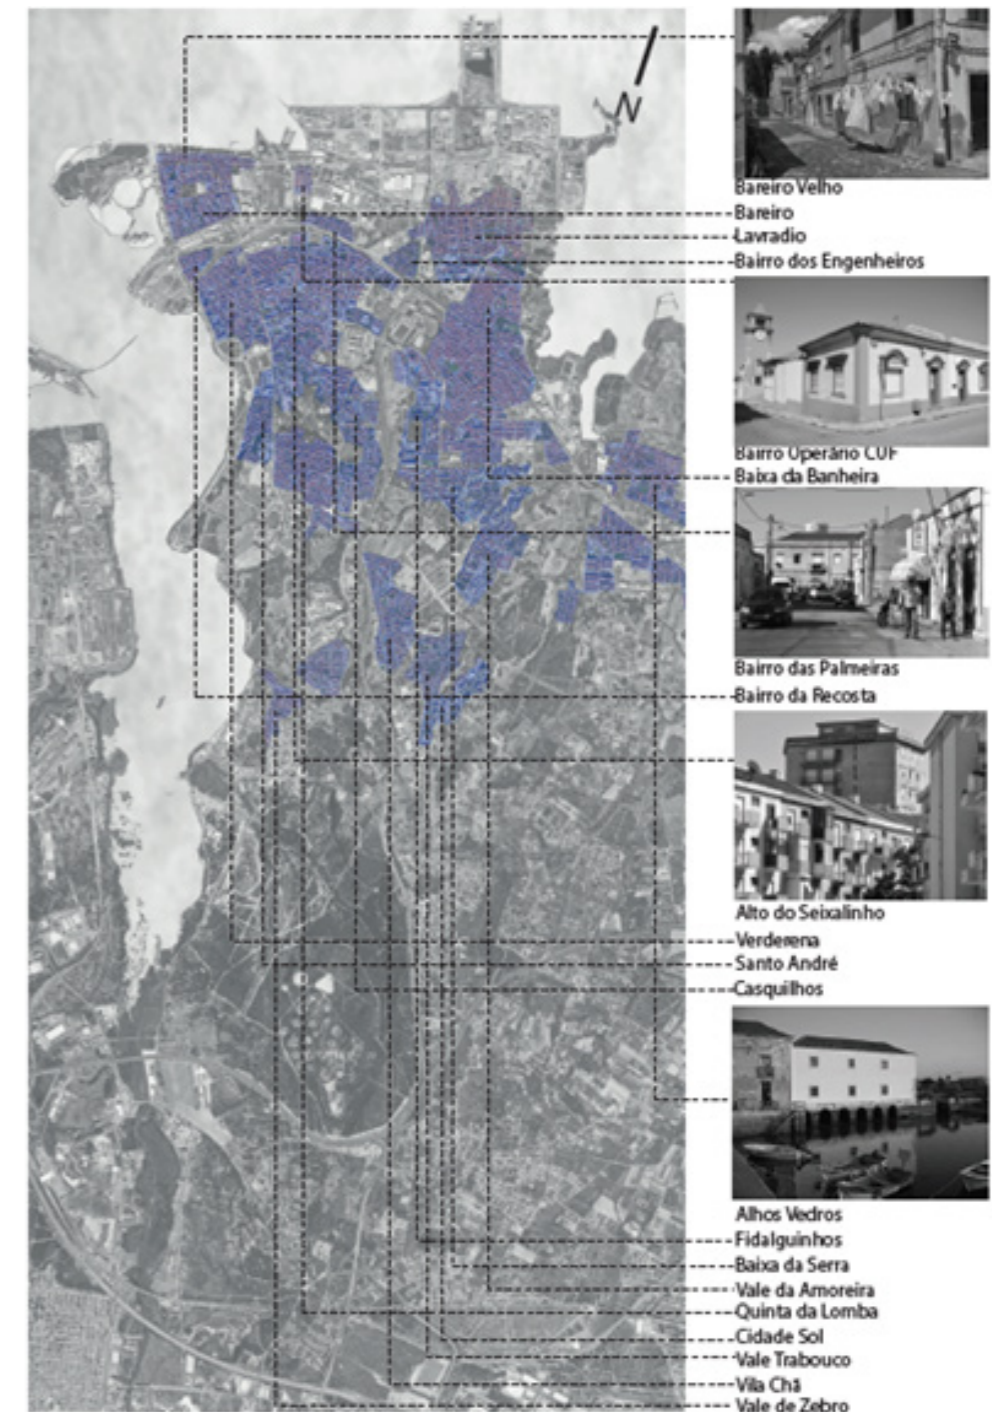 N
Bareiro Velho
Bareiro
Lavradio
Bairro dos Engenheiros
Bairro Operário CUF
Baixa da Banheira
Bairro das Palmeiras
Bairro da Recosta
Alto do Seixalinho
Verderena
Santo André
Casquilhos
Alhos Vedros
Fidalguinhos
Baixa da Serra
Vale da Amoreira
Quinta da Lomba
Cidade Sol
Vale Trabouco
Vila Chã
Vale de Zebro